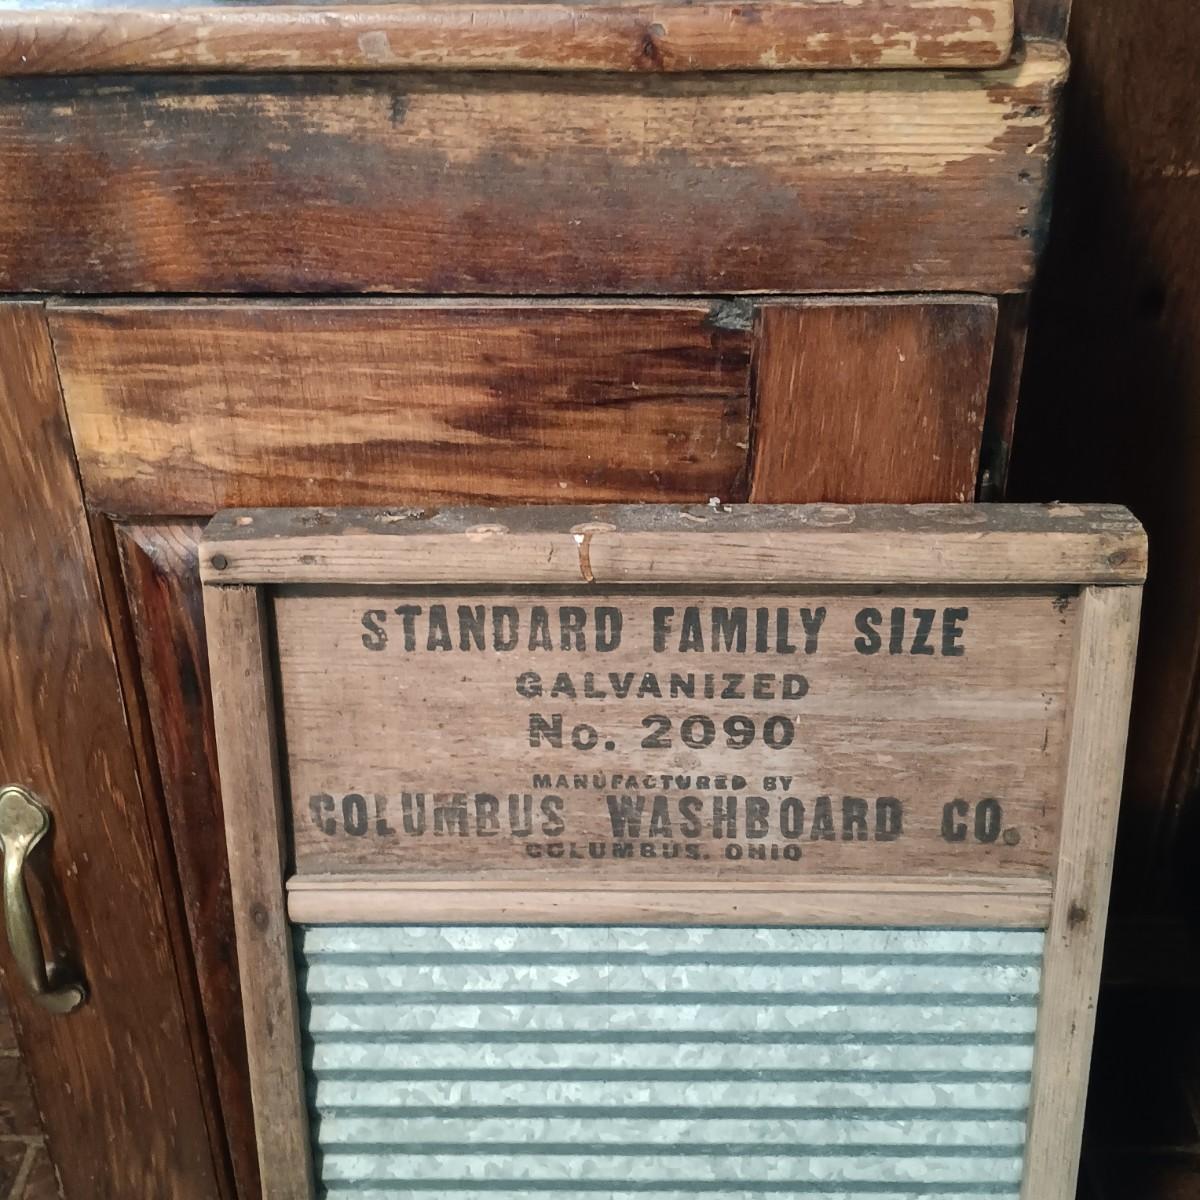 STANDARD FAMILY SIZE
GALVANIZED
No. 2090
MANUFACTURED BY
COLUMBUS WASHBOARD CO.
COLUMBUS. OHIO